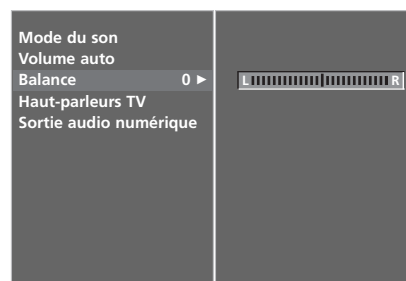 Mode du son
Volume auto
Balance 0 ►
L R
Haut-parleurs TV
Sortie audio numérique